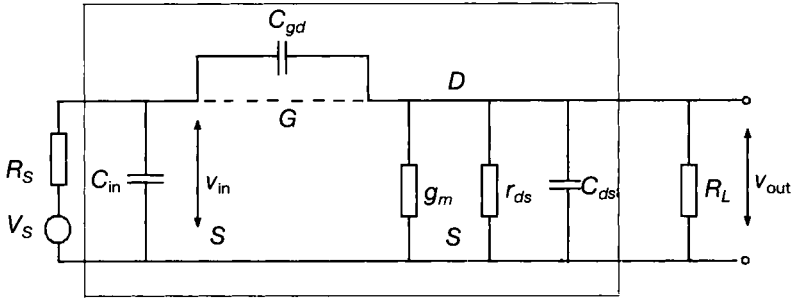 C_gd
D
G
R_S
C_in
v_in
g_m
r_ds
C_ds
R_L
v_out
V_S
S
S